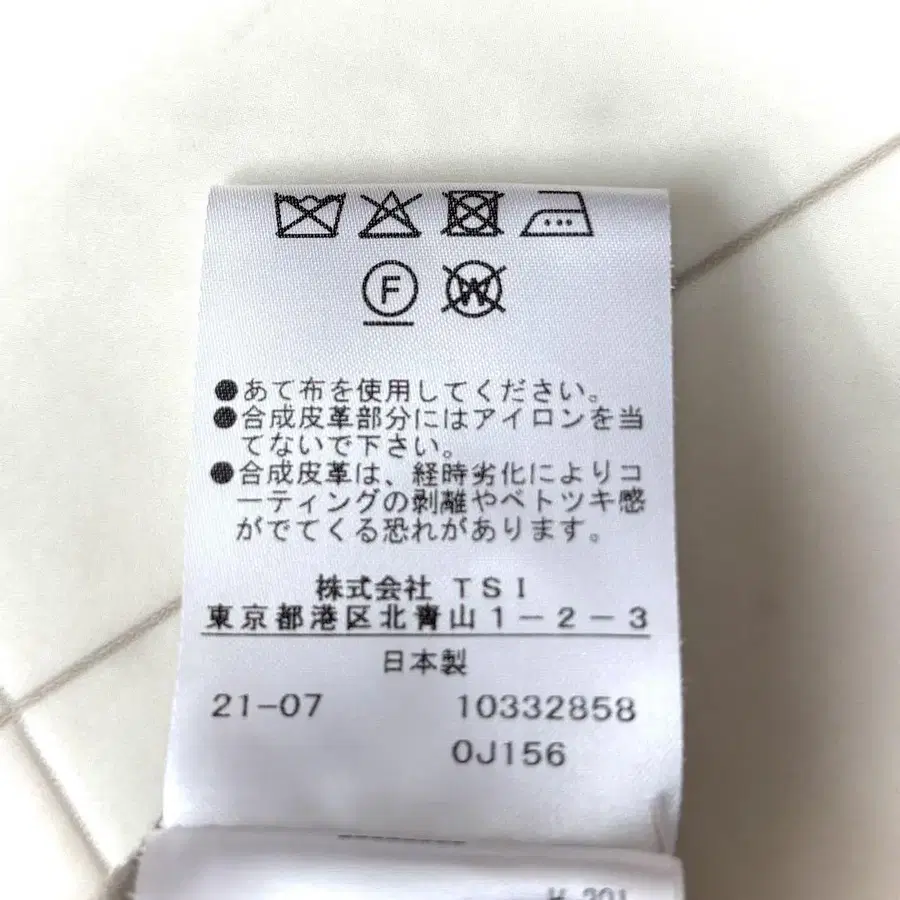 F W
●あて布を使用してください。
●合成皮革部分にはアイロンを当
てないで下さい。
●合成皮革は、経時劣化によりコ
ーティングの剥離やベトツキ感
がでてくる恐れがあります。
株式会社 TSI
東京都港区北青山1-2-3
日本製
21-07 10332858
0J156